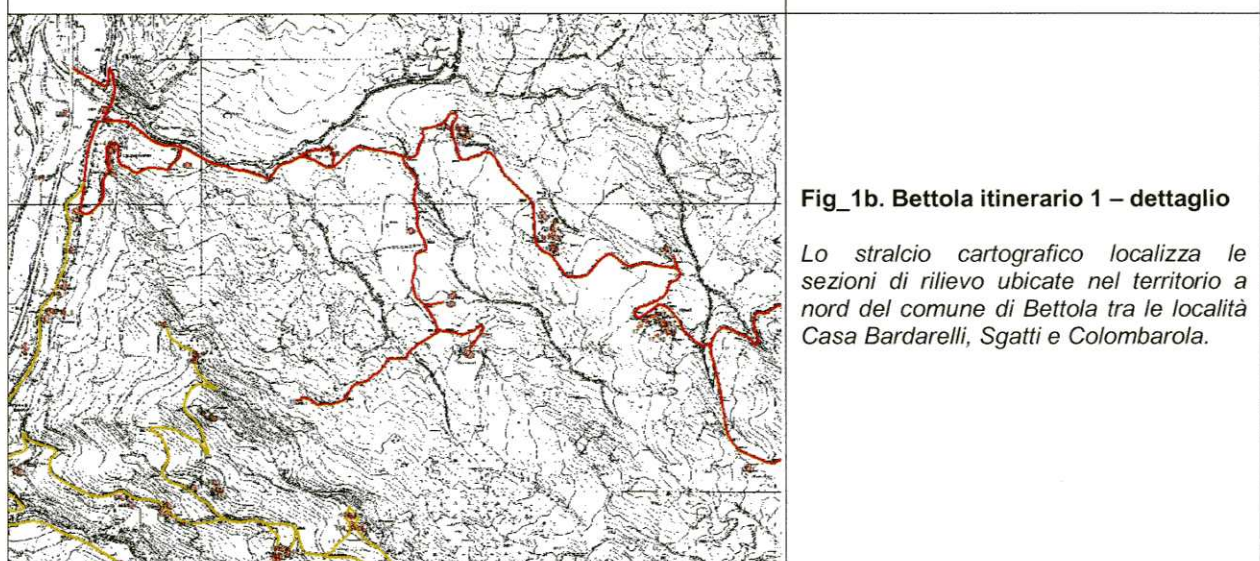 Fig_1b. Bettola itinerario 1 – dettaglio
Lo stralcio cartografico localizza le
sezioni di rilievo ubicate nel territorio a
nord del comune di Bettola tra le località
Casa Bardarelli, Sgatti e Colombarola.